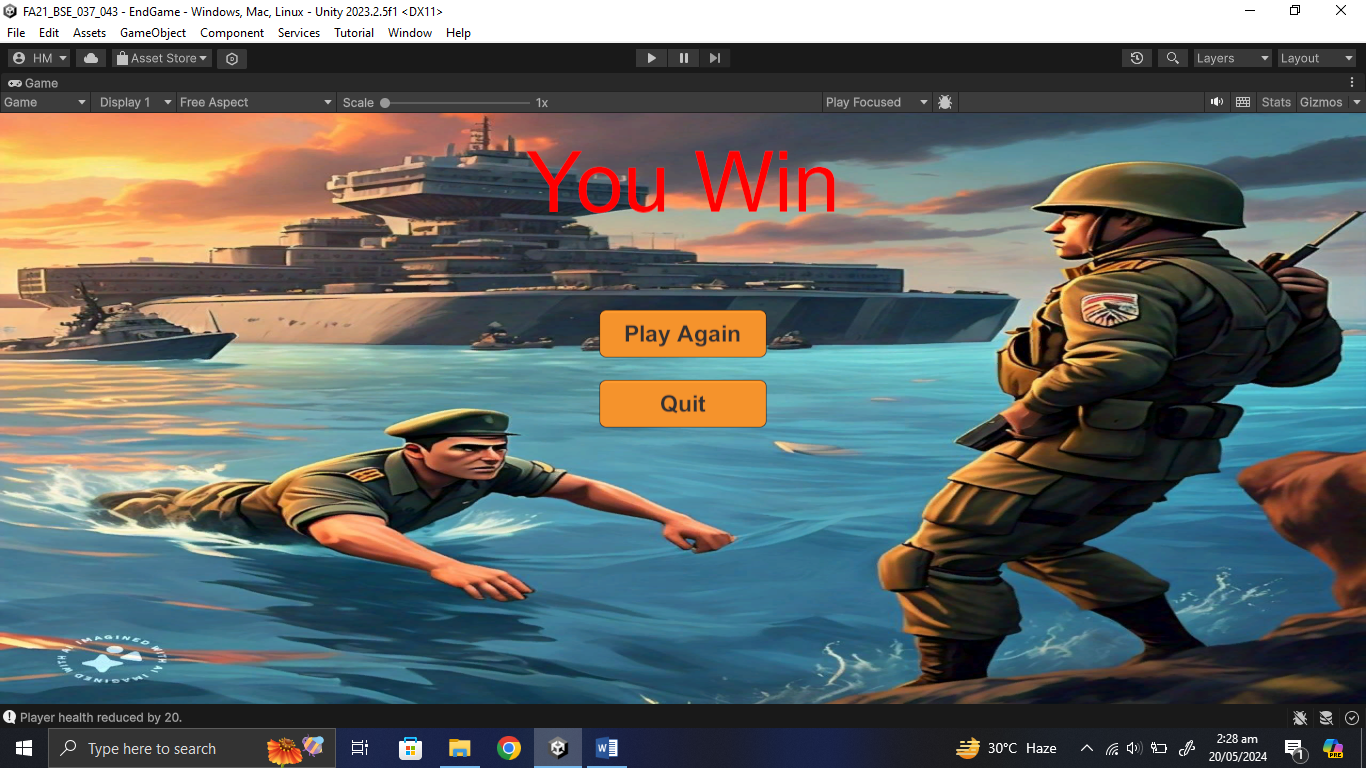 FA21_BSE_037_043 - EndGame - Windows, Mac, Linux - Unity 2023.2.5f1 <DX11>
File Edit Assets GameObject Component Services Tutorial Window Help
HM Asset Store Layers Layout
Game
Game Display 1 Free Aspect Scale 1x Play Focused Stats Gizmos
You Win
Play Again
Quit
IMAGINED WITH AI IMAGINED WITH AI
Player health reduced by 20.
Type here to search
30°C Haze
2:28 am
20/05/2024
1
PRE